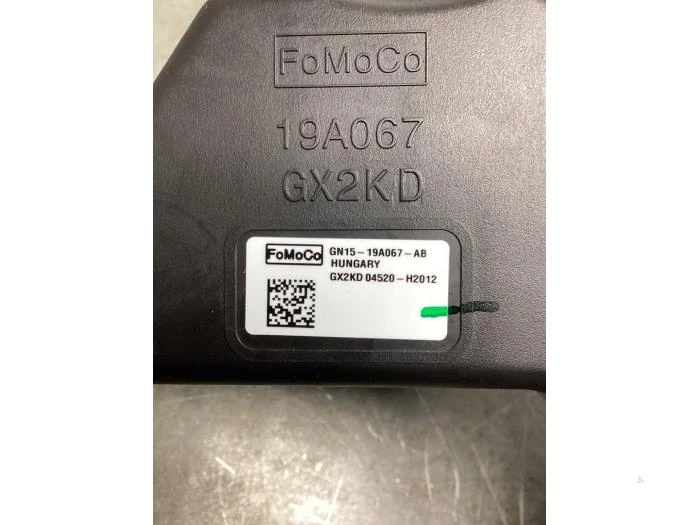 FoMoCo
19A067
GX2KD
FoMoCo
GN15-19A067-AB
HUNGARY
GX2KD 04520-H2012